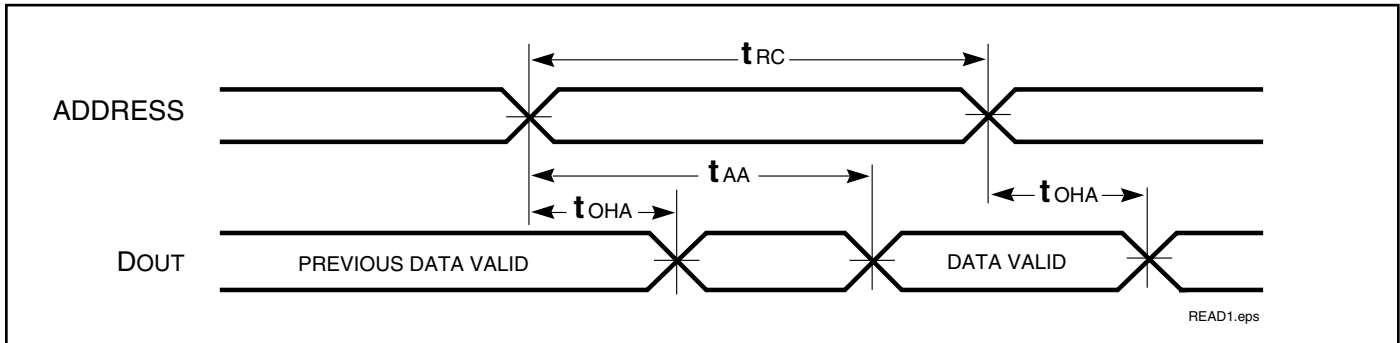 tRC
ADDRESS
tAA
tOHA
tOHA
DOUT
PREVIOUS DATA VALID
DATA VALID
READ1.eps